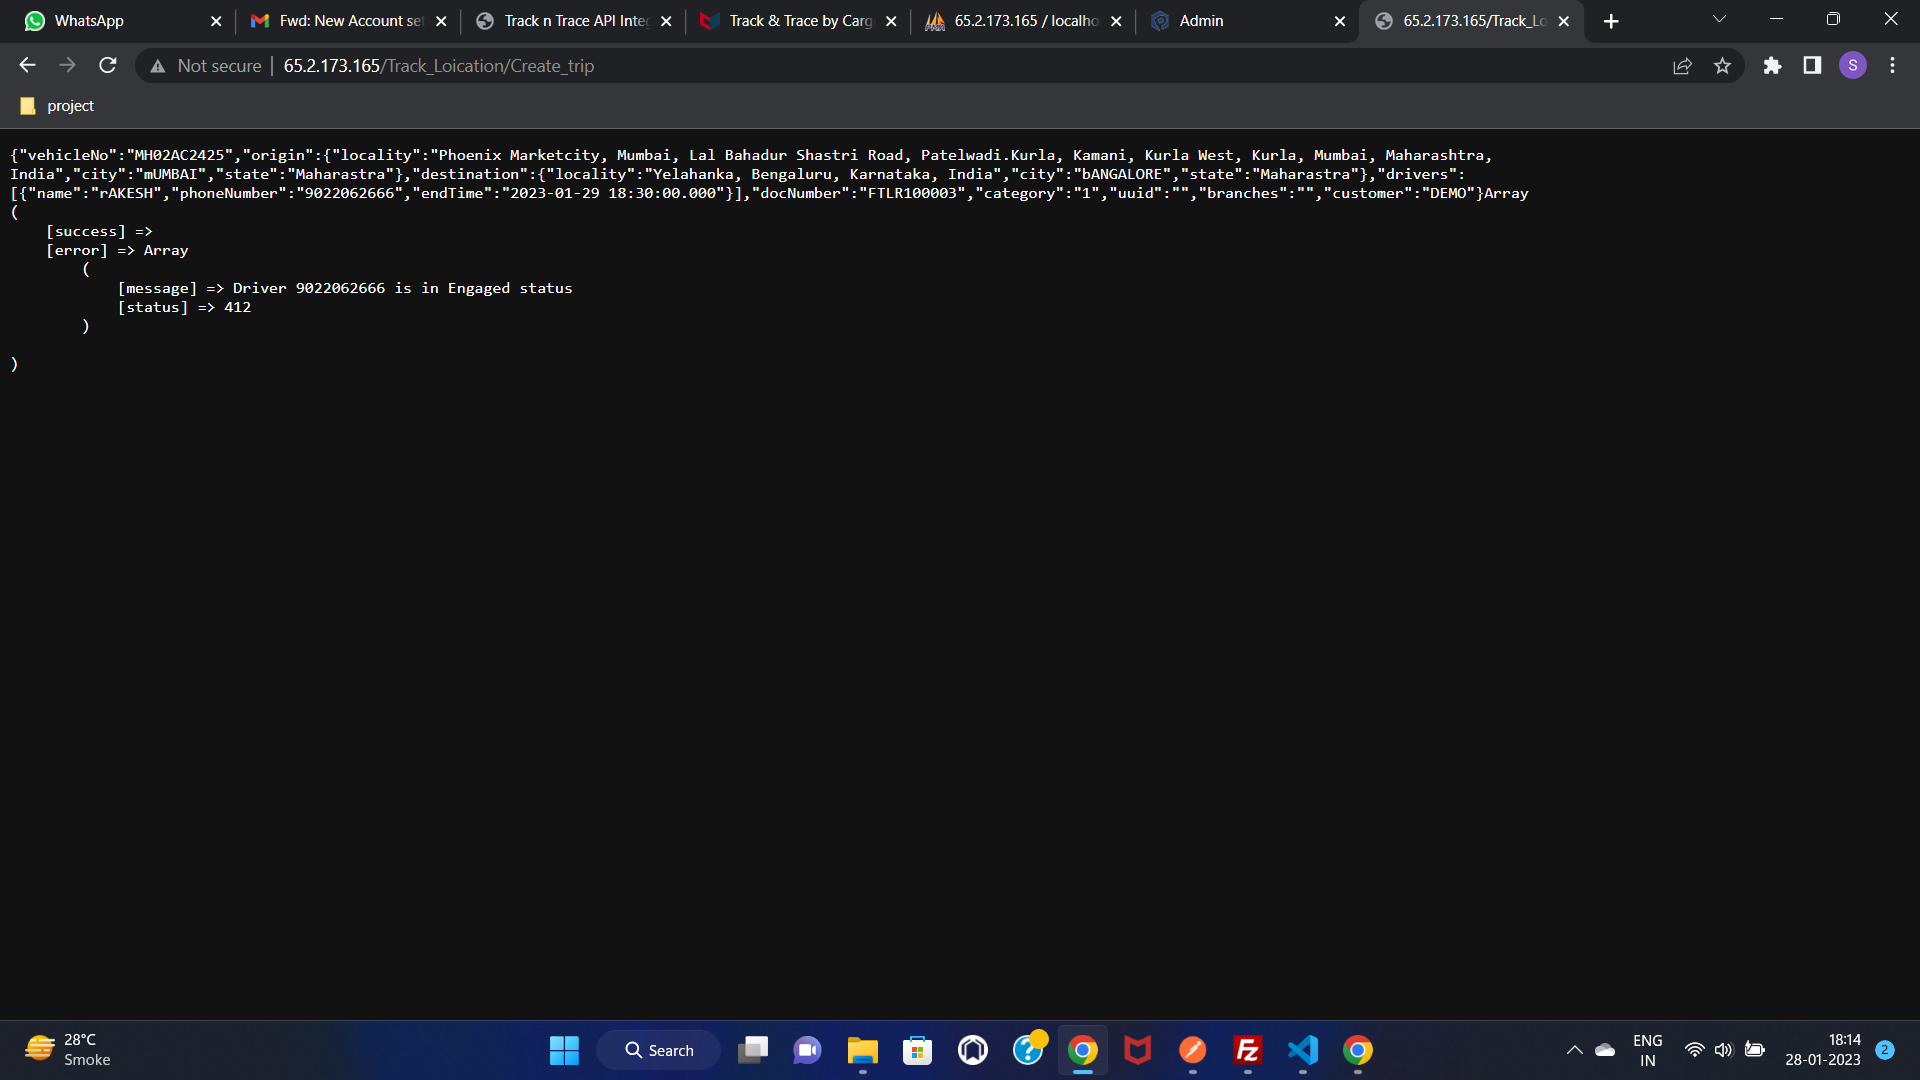 WhatsApp
Fwd: New Account set
Track n Trace API Integ
Track & Trace by Carg
65.2.173.165 / localho
Admin
65.2.173.165/Track_Lo
Not secure
65.2.173.165/Track_Loication/Create_trip
S
project
{"vehicleNo":"MH02AC2425","origin":{"locality":"Phoenix Marketcity, Mumbai, Lal Bahadur Shastri Road, Patelwadi.Kurla, Kamani, Kurla West, Kurla, Mumbai, Maharashtra,
India","city":"mUMBAI","state":"Maharastra"},"destination":{"locality":"Yelahanka, Bengaluru, Karnataka, India","city":"bANGALORE","state":"Maharastra"},"drivers":
[{"name":"rAKESH","phoneNumber":"9022062666","endTime":"2023-01-29 18:30:00.000"}],"docNumber":"FTLR100003","category":"1","uuid":"","branches":"","customer":"DEMO"}Array
(
[success] =>
[error] => Array
(
[message] => Driver 9022062666 is in Engaged status
[status] => 412
)
)
28°C
Smoke
Search
ENG
IN
18:14
28-01-2023
2